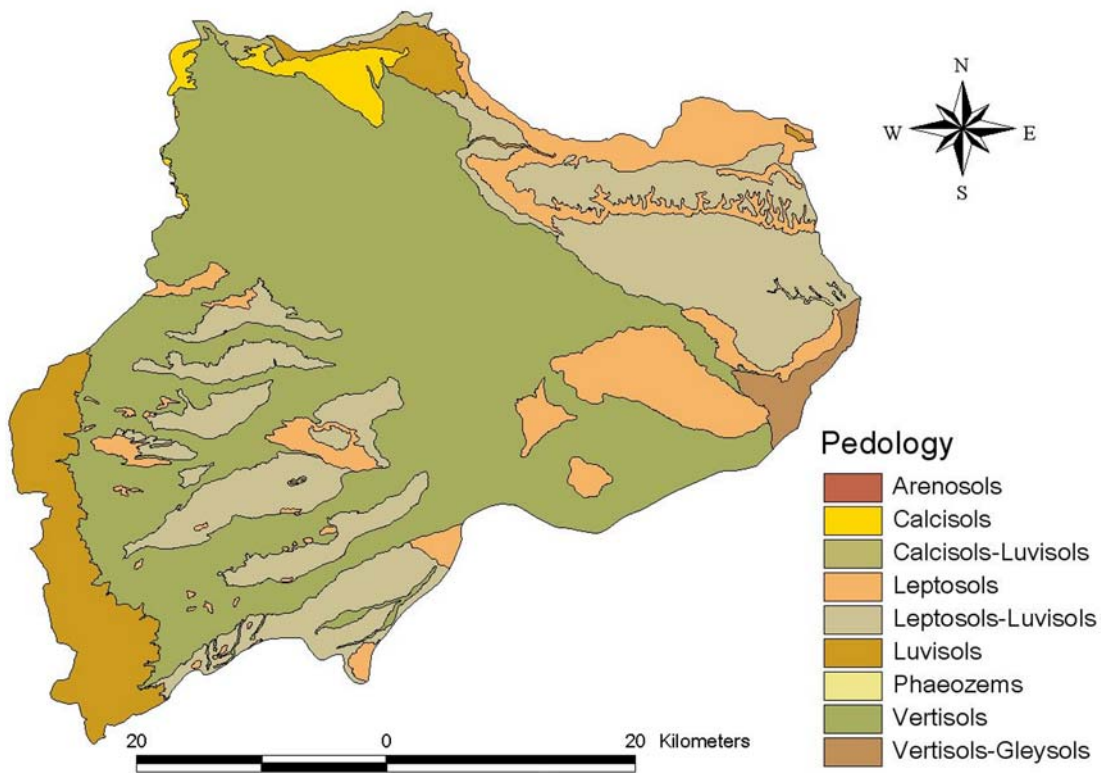 N
W E
S
Pedology
Arenosols
Calcisols
Calcisols-Luvisols
Leptosols
Leptosols-Luvisols
Luvisols
Phaeozems
Vertisols
Vertisols-Gleysols
20 0 20 Kilometers